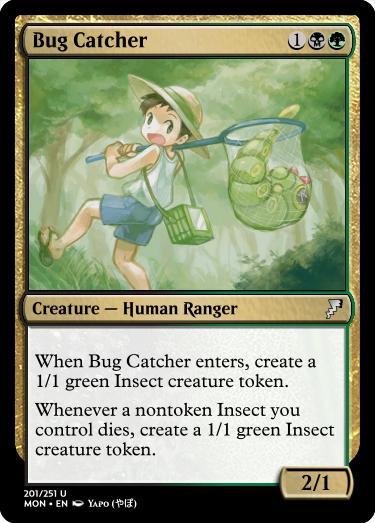 Bug Catcher 1
Creature — Human Ranger
When Bug Catcher enters, create a
1/1 green Insect creature token.
Whenever a nontoken Insect you
control dies, create a 1/1 green Insect
creature token.
2/1
201/251 U
MON • EN Yapo (やぽ)